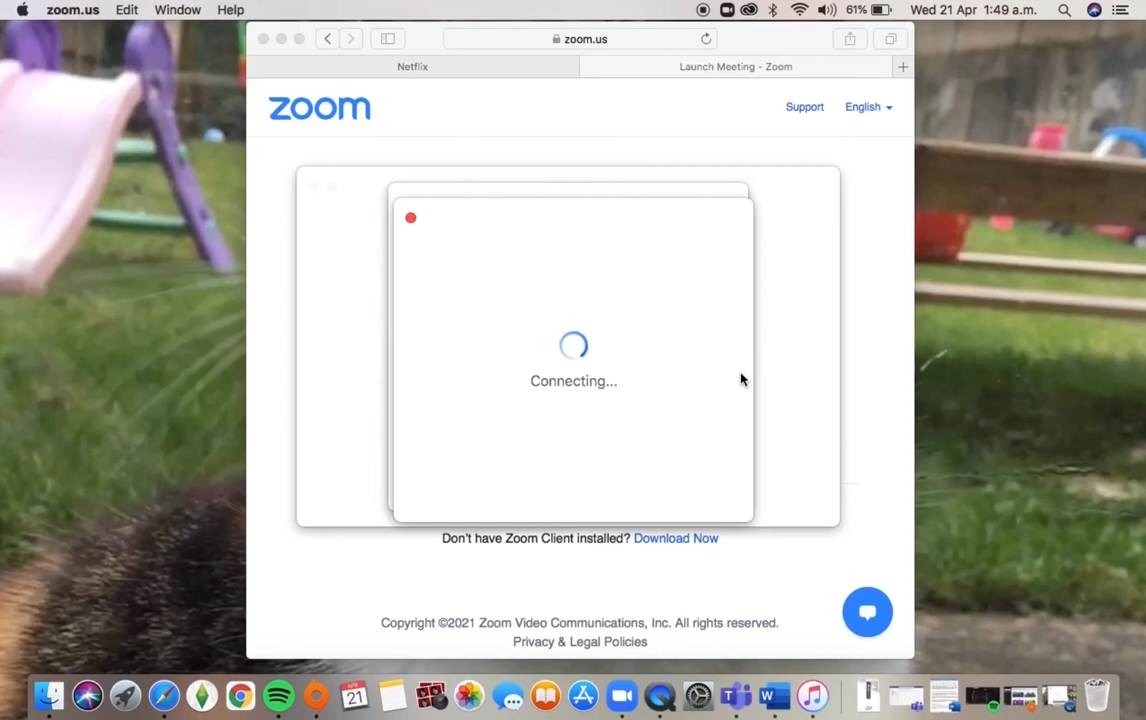 zoom.us Edit Window Help 61% Wed 21 Apr 1:49 a.m.
zoom.us
Netflix Launch Meeting - Zoom
zoom Support English
Connecting...
Don't have Zoom Client installed? Download Now
Copyright ©2021 Zoom Video Communications, Inc. All rights reserved.
Privacy & Legal Policies
APR
21